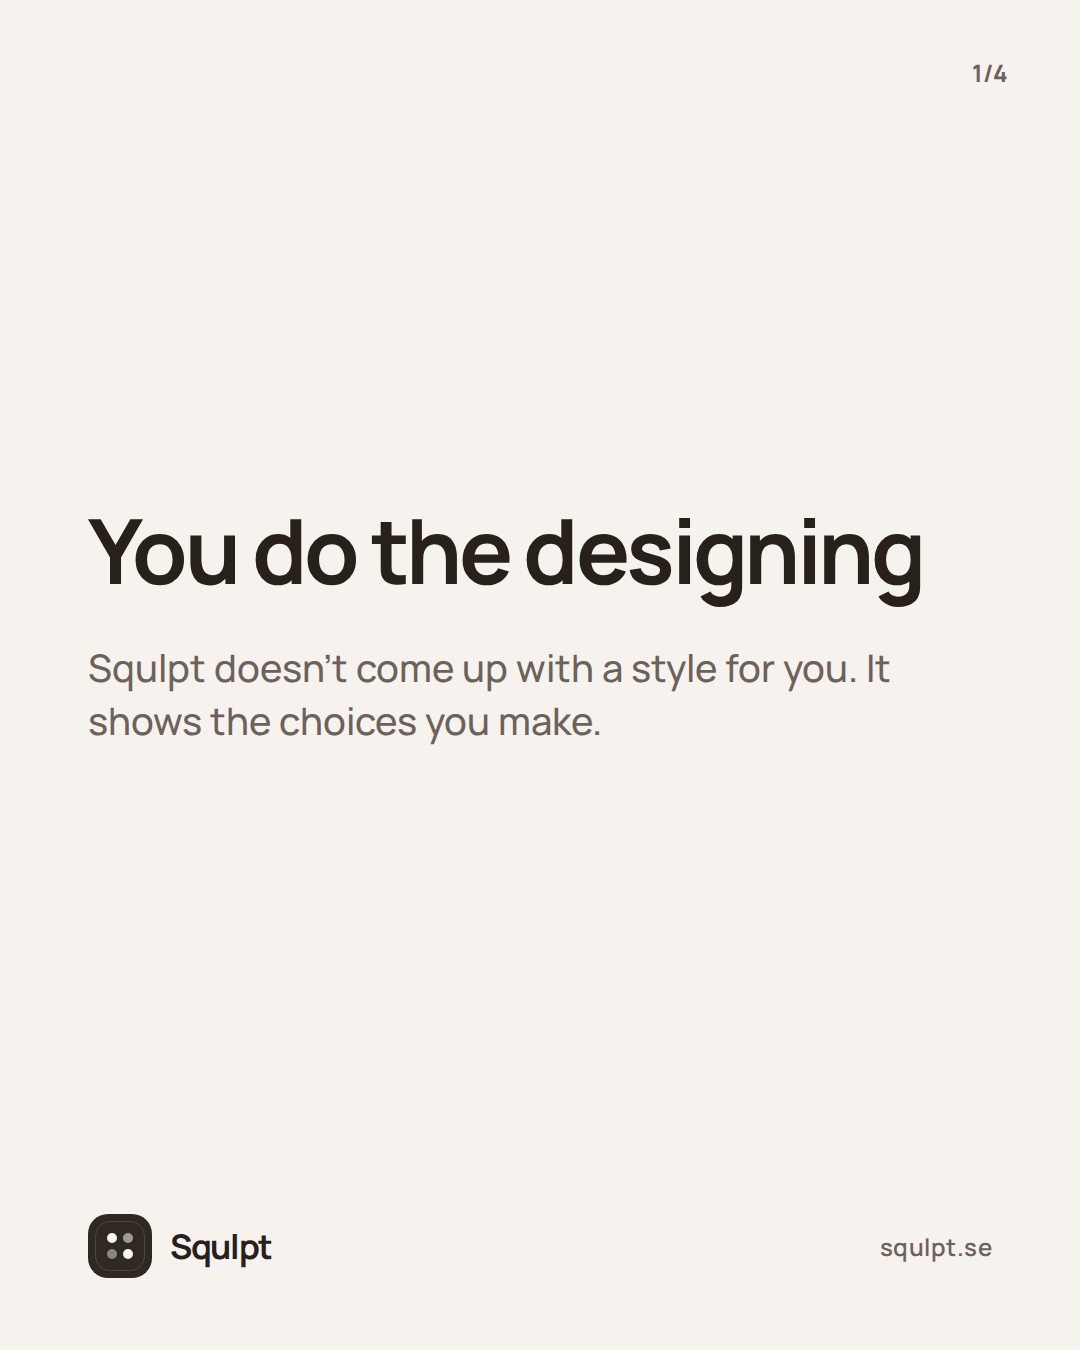 1/4
You do the designing
Squlpt doesn’t come up with a style for you. It
shows the choices you make.
Squlpt
squlpt.se